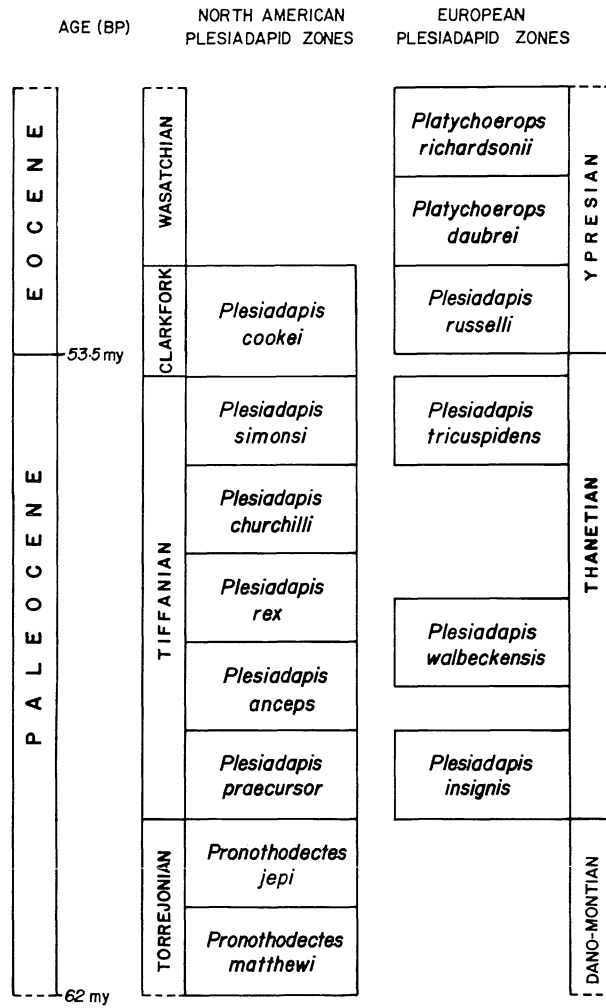 AGE (BP)
NORTH AMERICAN
PLESIADAPID ZONES
EUROPEAN
PLESIADAPID ZONES
EOCENE
PALEOCENE
53·5 my
62 my
WASATCHIAN
CLARKFORK
TIFFANIAN
TORREJONIAN
Plesiadapis
cookei
Plesiadapis
simonsi
Plesiadapis
churchilli
Plesiadapis
rex
Plesiadapis
anceps
Plesiadapis
praecursor
Pronothodectes
jepi
Pronothodectes
matthewi
Platychoerops
richardsonii
Platychoerops
daubrei
Plesiadapis
russelli
Plesiadapis
tricuspidens
Plesiadapis
walbeckensis
Plesiadapis
insignis
YPRESIAN
THANETIAN
DANO-MONTIAN